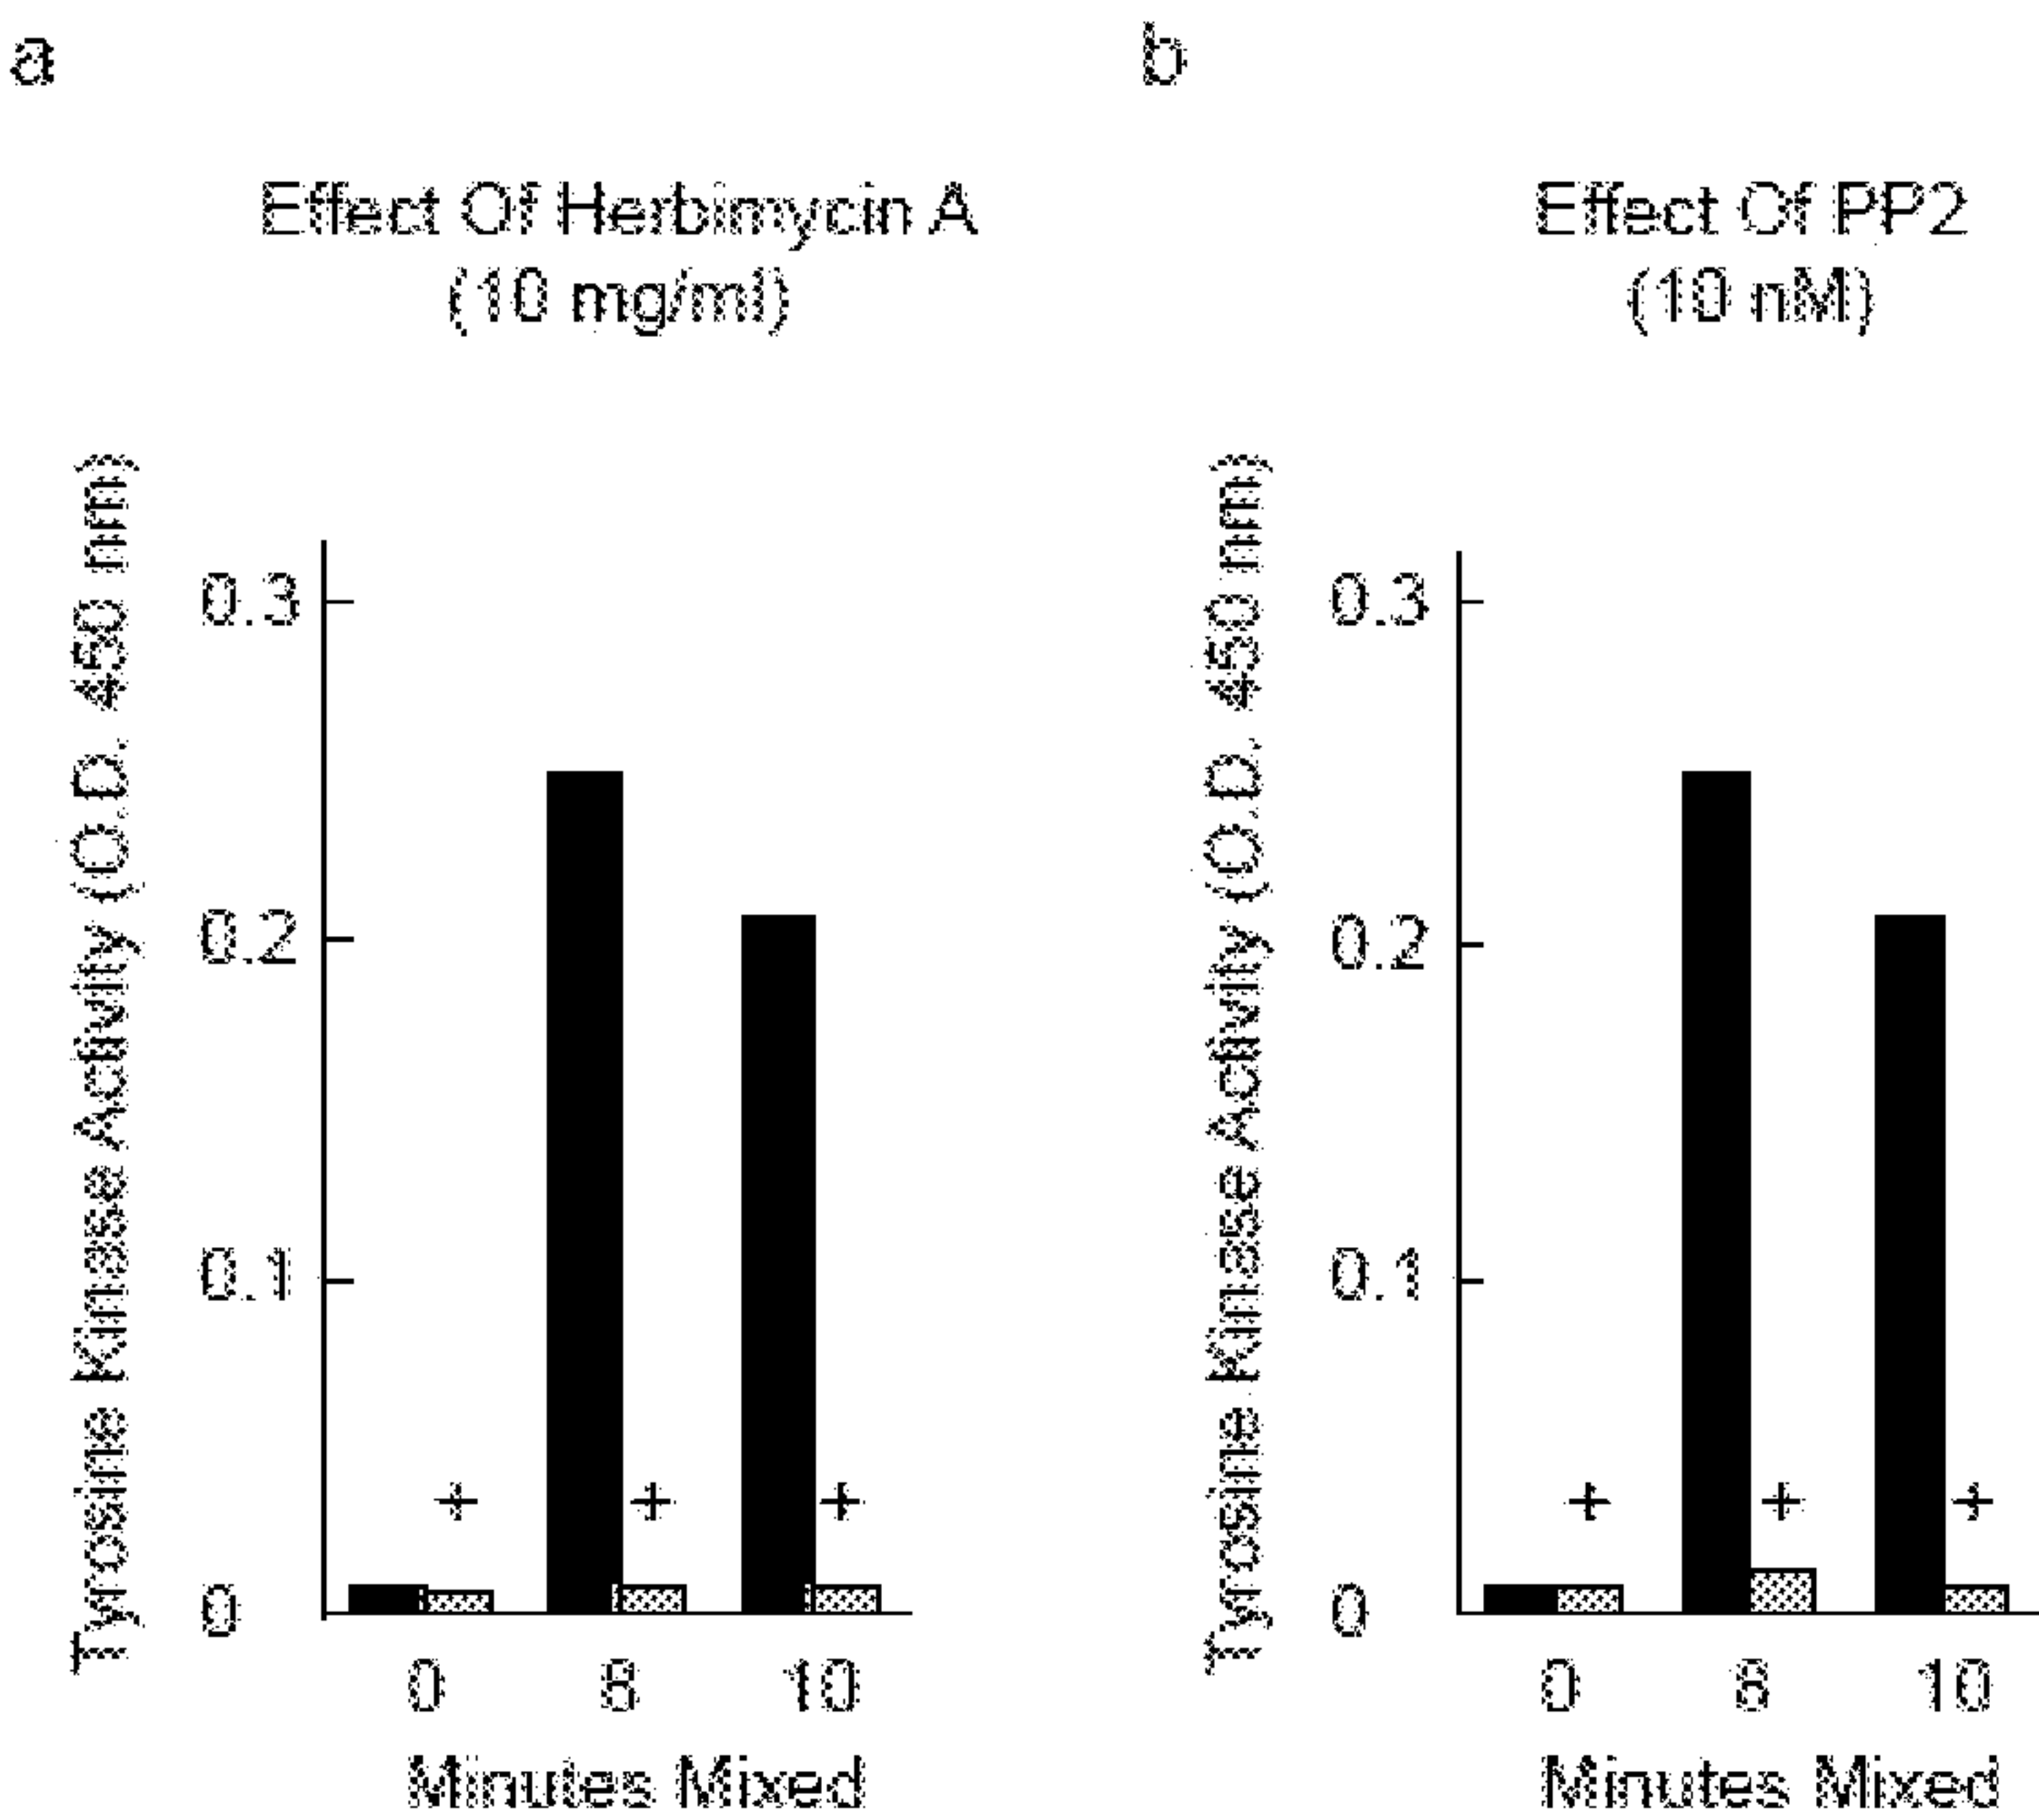 a
b
Effect Of Herbimycin A
(10 mg/ml)
Effect Of PP2
(10 nM)
Tyrosine Kinase Activity (O.D. 450 nm)
0.3
0.2
0.1
0
+ + +
0 8 10
Minutes Mixed
Tyrosine Kinase Activity (O.D. 450 nm)
0.3
0.2
0.1
0
+ + +
0 8 10
Minutes Mixed